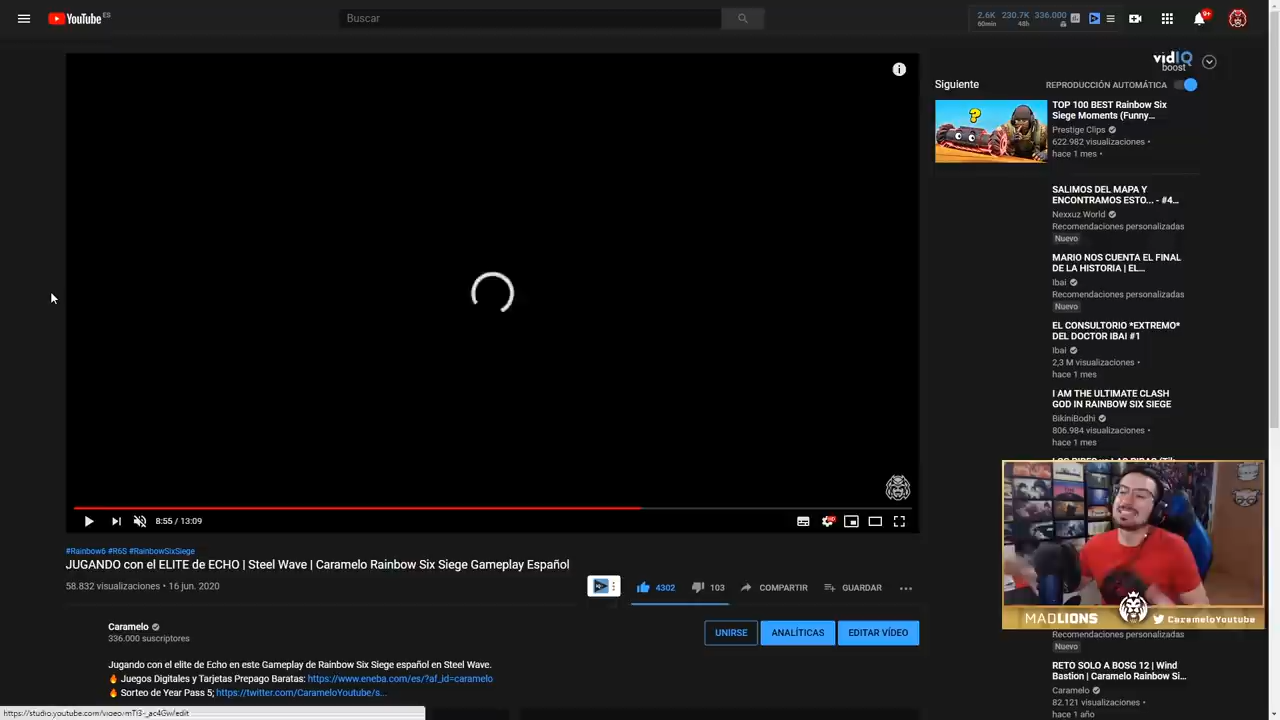 YouTube ES
Buscar
2.6K 230.7K 336.000
60min 48h
9+
vidIQ
boost
Siguiente
REPRODUCCIÓN AUTOMÁTICA
TOP 100 BEST Rainbow Six
Siege Moments (Funny...
Prestige Clips
622.982 visualizaciones •
hace 1 mes •
SALIMOS DEL MAPA Y
ENCONTRAMOS ESTO... - #4...
Nexxuz World
Recomendaciones personalizadas
Nuevo
MARIO NOS CUENTA EL FINAL
DE LA HISTORIA | EL...
Ibai
Recomendaciones personalizadas
Nuevo
EL CONSULTORIO *EXTREMO*
DEL DOCTOR IBAI #1
Ibai
2,3 M visualizaciones •
hace 1 mes
I AM THE ULTIMATE CLASH
GOD IN RAINBOW SIX SIEGE
BikiniBodhi
806.984 visualizaciones •
hace 1 mes
MADLIONS
CarameloYoutube
Recomendaciones personalizadas
Nuevo
RETO SOLO A BOSG 12 | Wind
Bastion | Caramelo Rainbow Si...
Caramelo
82.121 visualizaciones •
hace 1 año
8:55 / 13:09
#Rainbow6 #R6S #RainbowSixSiege
JUGANDO con el ELITE de ECHO | Steel Wave | Caramelo Rainbow Six Siege Gameplay Español
58.832 visualizaciones • 16 jun. 2020
4302
103
COMPARTIR
GUARDAR
Caramelo
336.000 suscriptores
UNIRSE
ANALÍTICAS
EDITAR VÍDEO
Jugando con el elite de Echo en este Gameplay de Rainbow Six Siege español en Steel Wave.
Juegos Digitales y Tarjetas Prepago Baratas: https://www.eneba.com/es/?af_id=caramelo
Sorteo de Year Pass 5; https://twitter.com/CarameloYoutube/s...